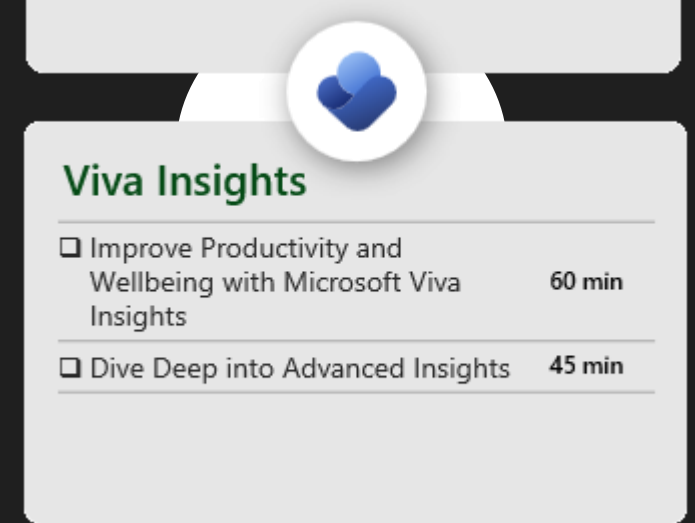 Viva Insights
❑ Improve Productivity and
Wellbeing with Microsoft Viva
Insights
60 min
❑ Dive Deep into Advanced Insights
45 min